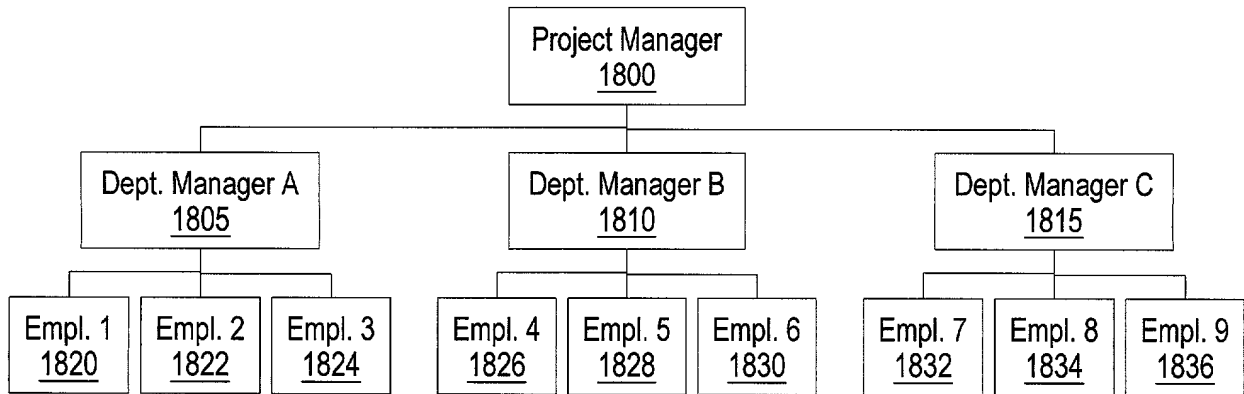 Project Manager
1800
Dept. Manager A
1805
Dept. Manager B
1810
Dept. Manager C
1815
Empl. 1
1820
Empl. 2
1822
Empl. 3
1824
Empl. 4
1826
Empl. 5
1828
Empl. 6
1830
Empl. 7
1832
Empl. 8
1834
Empl. 9
1836